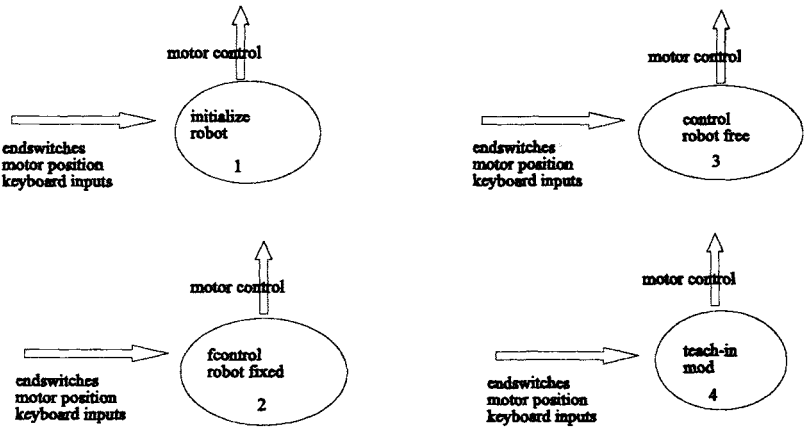 motor control
initialize
robot
1
endswitches
motor position
keyboard inputs
motor control
control
robot free
3
endswitches
motor position
keyboard inputs
motor control
fcontrol
robot fixed
2
endswitches
motor position
keyboard inputs
motor control
teach-in
mod
4
endswitches
motor position
keyboard inputs